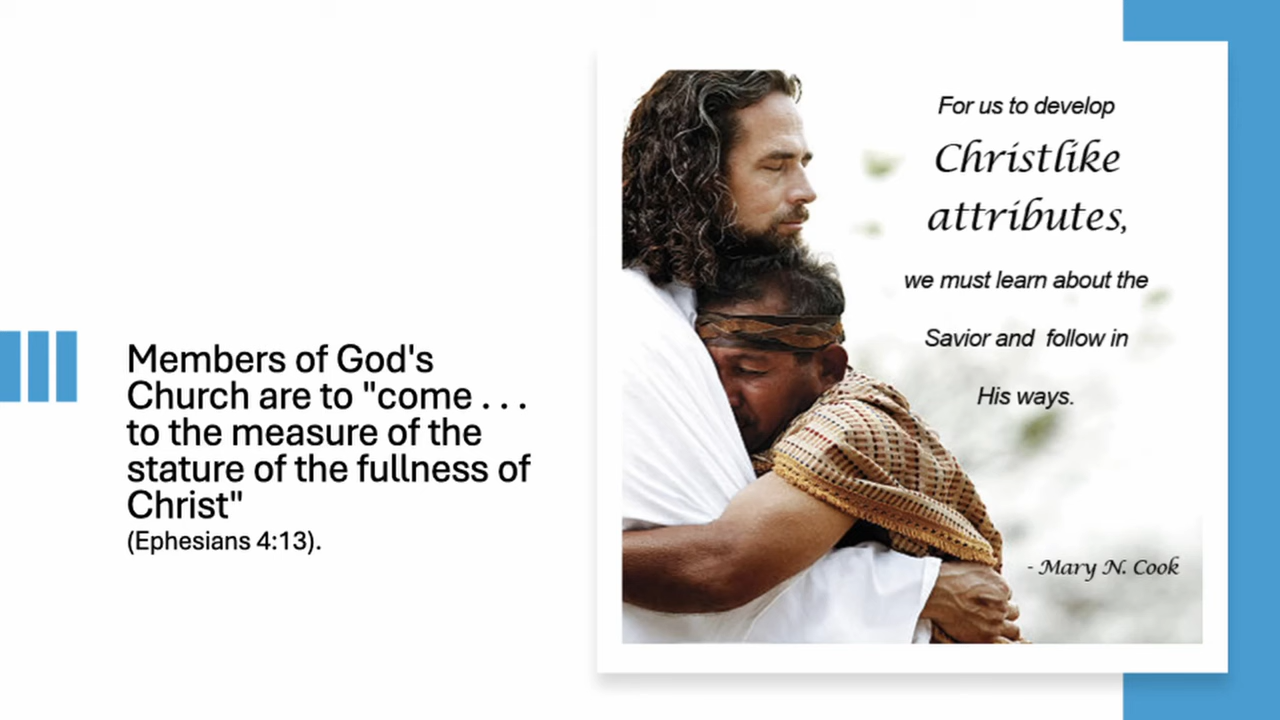 Members of God's
Church are to "come . . .
to the measure of the
stature of the fullness of
Christ"
(Ephesians 4:13).
For us to develop
Christlike
attributes,
we must learn about the
Savior and follow in
His ways.
- Mary N. Cook